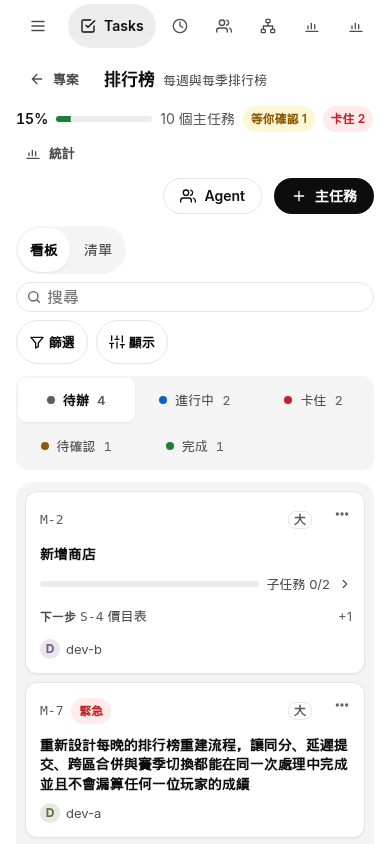 Tasks
專案 排行榜 每週與每季排行榜
15% 10 個主任務 等你確認 1 卡住 2
統計
Agent 主任務
看板 清單
搜尋
篩選 顯示
待辦 4 進行中 2 卡住 2
待確認 1 完成 1
M-2 大
新增商店
子任務 0/2
下一步 S-4 價目表 +1
D dev-b
M-7 緊急 大
重新設計每晚的排行榜重建流程，讓同分、延遲提
交、跨區合併與賽季切換都能在同一次處理中完成
並且不會漏算任何一位玩家的成績
D dev-a